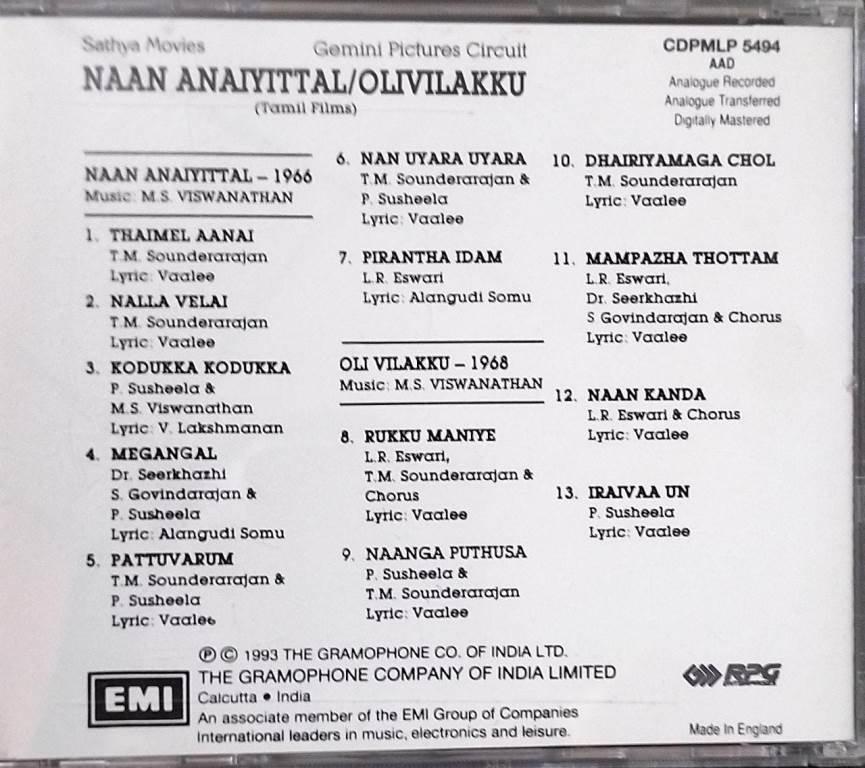 Sathya Movies
Gemini Pictures Circuit
NAAN ANAIYITTAL/OLIVILAKKU
(Tamil Films)
CDPMLP 5494
AAD
Analogue Recorded
Analogue Transferred
Digitally Mastered
NAAN ANAIYITTAL – 1966
Music: M.S. VISWANATHAN
1. THAIMEL AANAI
T.M. Sounderarajan
Lyric: Vaalee
2. NALLA VELAI
T.M. Sounderarajan
Lyric: Vaalee
3. KODUKKA KODUKKA
P. Susheela &
M.S. Viswanathan
Lyric: V. Lakshmanan
4. MEGANGAL
Dr. Seerkhazhi
S. Govindarajan &
P. Susheela
Lyric: Alangudi Somu
5. PATTUVARUM
T.M. Sounderarajan &
P. Susheela
Lyric: Vaalee
6. NAN UYARA UYARA
T.M. Sounderarajan &
P. Susheela
Lyric: Vaalee
7. PIRANTHA IDAM
L.R. Eswari
Lyric: Alangudi Somu
OLI VILAKKU – 1968
Music: M.S. VISWANATHAN
8. RUKKU MANIYE
L.R. Eswari,
T.M. Sounderarajan &
Chorus
Lyric: Vaalee
9. NAANGA PUTHUSA
P. Susheela &
T.M. Sounderarajan
Lyric: Vaalee
10. DHAIRIYAMAGA CHOL
T.M. Sounderarajan
Lyric: Vaalee
11. MAMPAZHA THOTTAM
L.R. Eswari,
Dr. Seerkhazhi
S Govindarajan & Chorus
Lyric: Vaalee
12. NAAN KANDA
L.R. Eswari & Chorus
Lyric: Vaalee
13. IRAIVAA UN
P. Susheela
Lyric: Vaalee
Ⓟ Ⓒ 1993 THE GRAMOPHONE CO. OF INDIA LTD.
THE GRAMOPHONE COMPANY OF INDIA LIMITED
EMI
Calcutta • India
An associate member of the EMI Group of Companies
International leaders in music, electronics and leisure.
RPG
Made In England